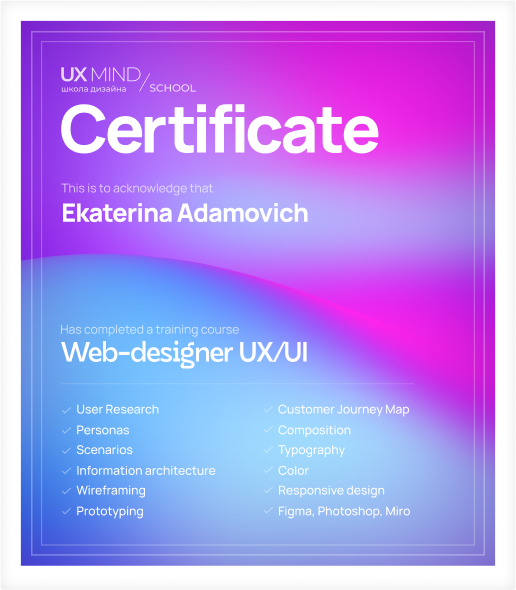 UX MIND
школа дизайна / SCHOOL
Certificate
This is to acknowledge that
Ekaterina Adamovich
Has completed a training course
Web-designer UX/UI
User Research
Personas
Scenarios
Information architecture
Wireframing
Prototyping
Customer Journey Map
Composition
Typography
Color
Responsive design
Figma, Photoshop, Miro